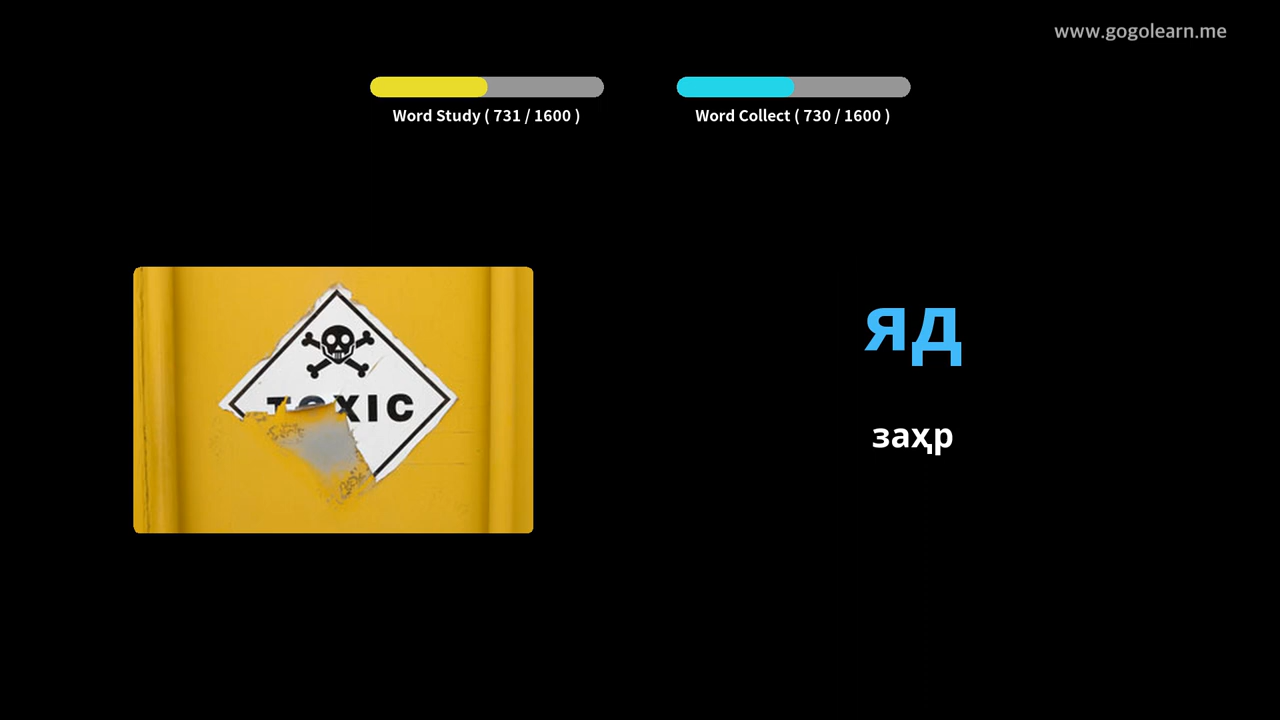 www.gogolearn.me
Word Study ( 731 / 1600 )
Word Collect ( 730 / 1600 )
TOXIC
яд
заҳр